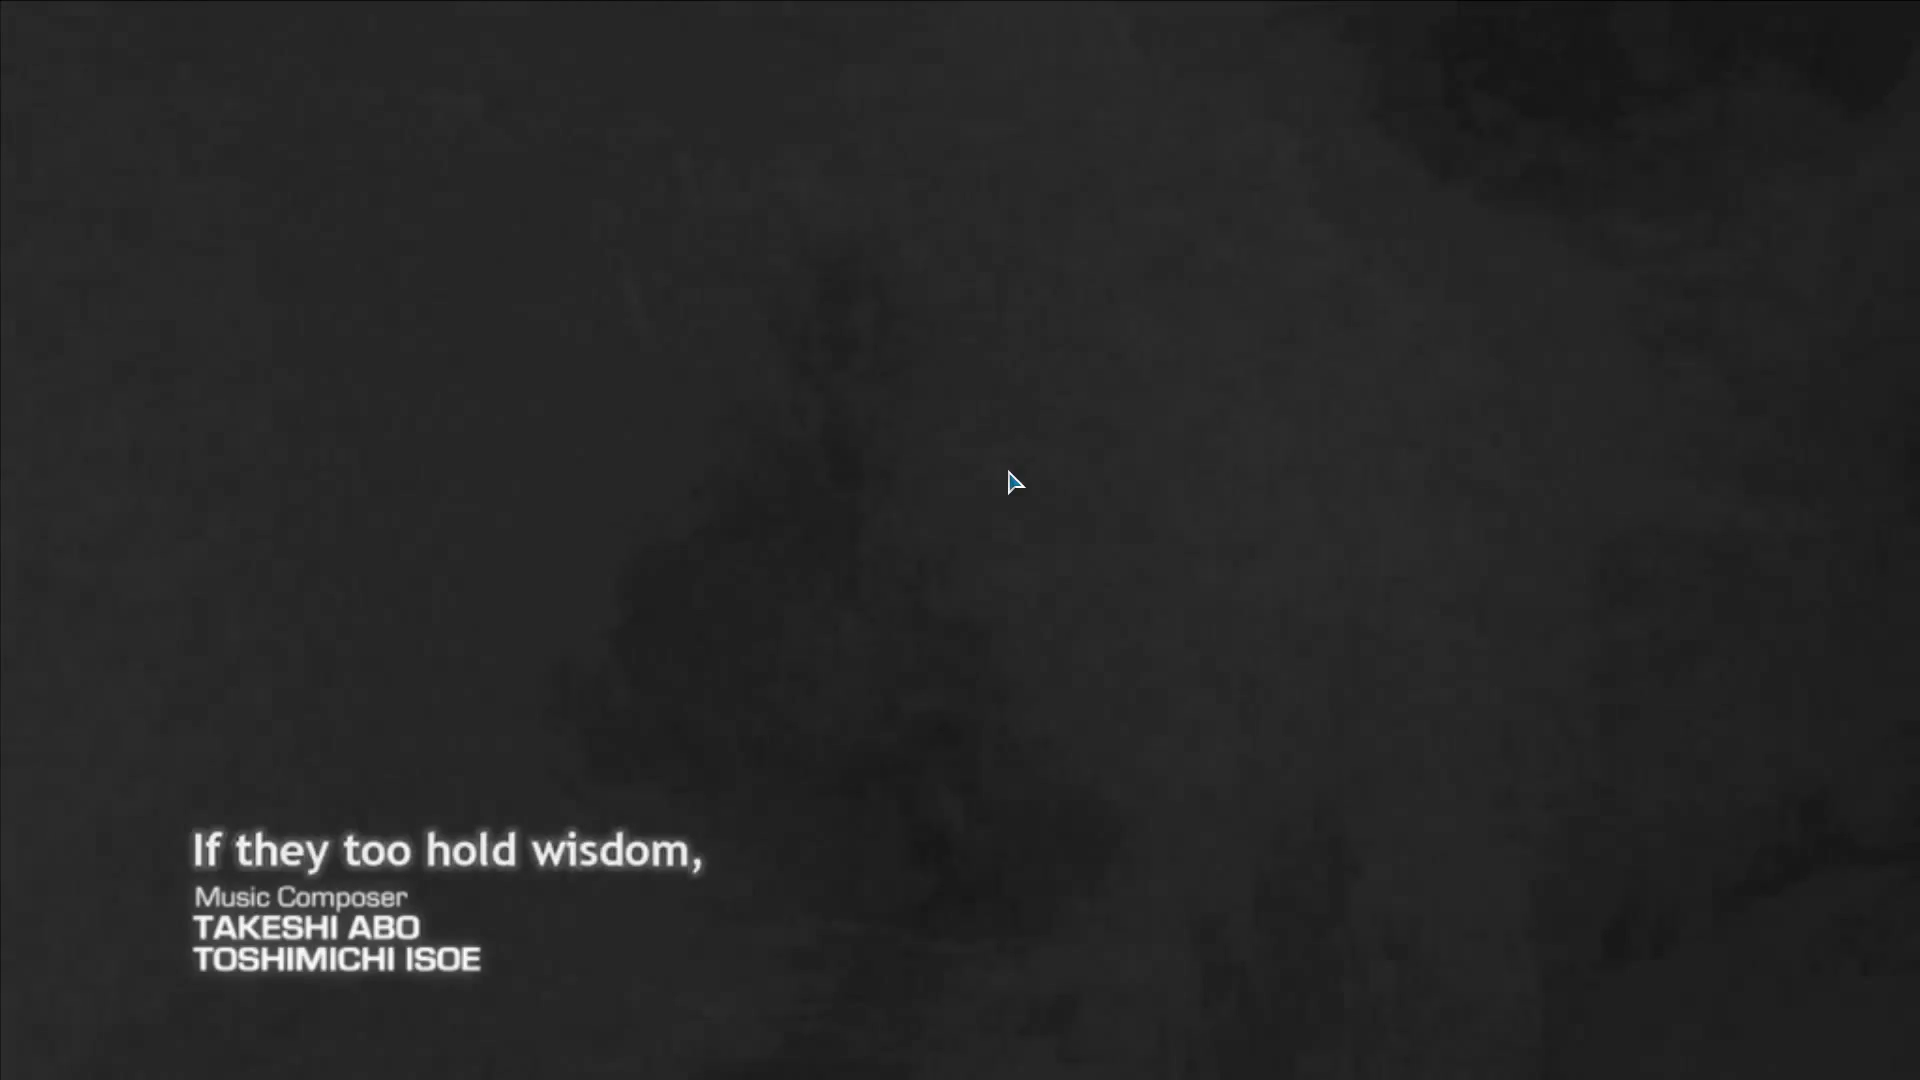 If they too hold wisdom,
Music Composer
TAKESHI ABO
TOSHIMICHI ISOE